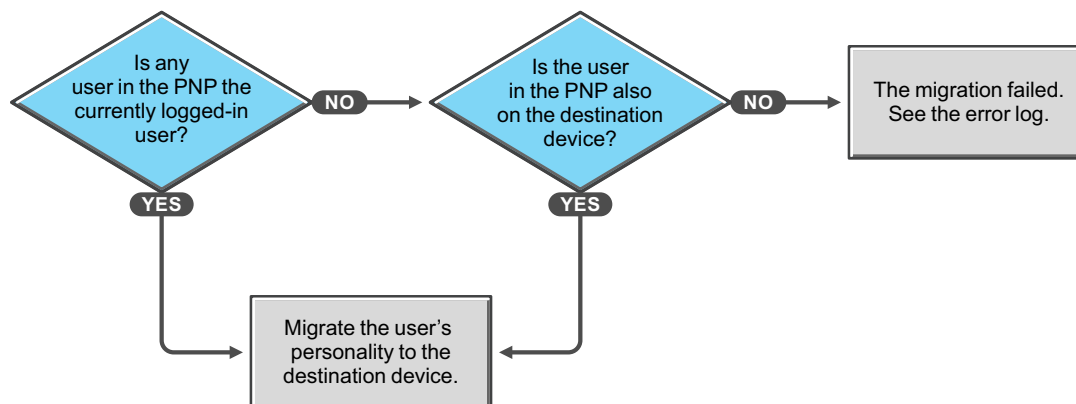 Is any
user in the PNP the
currently logged-in
user?
NO
Is the user
in the PNP also
on the destination
device?
NO
The migration failed.
See the error log.
YES
YES
Migrate the user’s
personality to the
destination device.